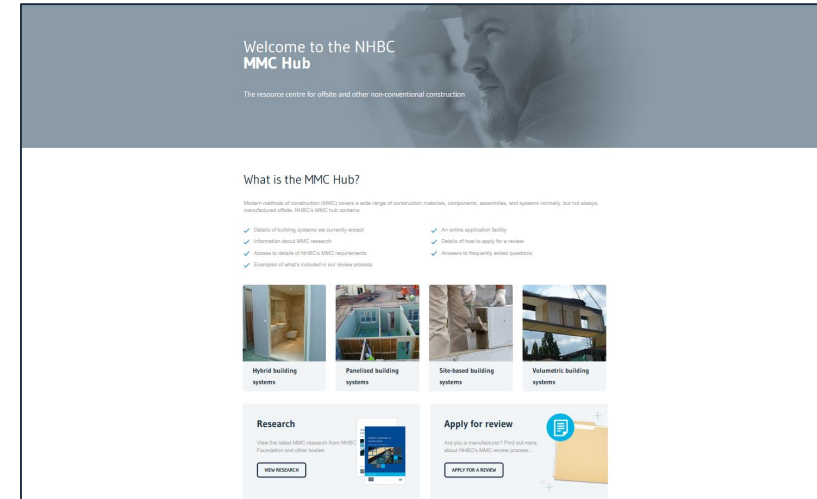 Welcome to the NHBC
MMC Hub
The resource centre for offsite and other non-conventional construction
What is the MMC Hub?
Modern methods of construction (MMC) covers a wide range of construction materials, components, assemblies, and systems normally, but not always,
manufactured offsite. NHBC's MMC hub contains:
Details of building systems we currently accept
Information about MMC research
Access to details of NHBC's MMC requirements
Examples of what's included in our review process
An online application facility
Details of how to apply for a review
Answers to frequently asked questions
Hybrid building
systems
Panelised building
systems
Site-based building
systems
Volumetric building
systems
Research
View the latest MMC research from NHBC
Foundation and other bodies
VIEW RESEARCH
Apply for review
Are you a manufacturer? Find out more
about NHBC's MMC review process...
APPLY FOR A REVIEW